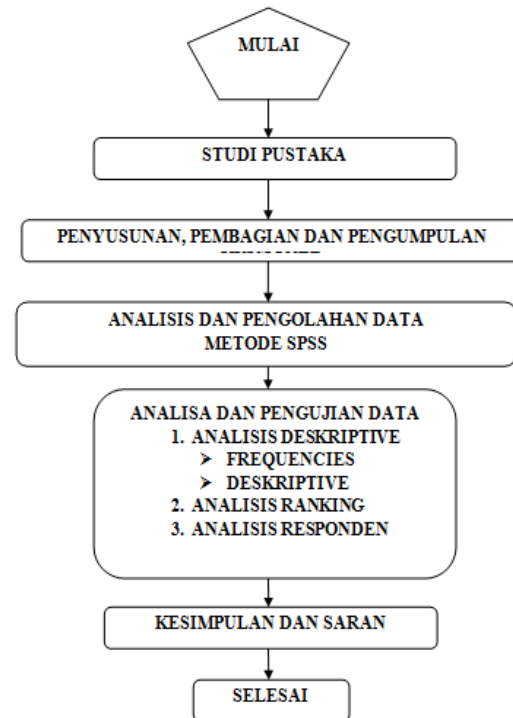 MULAI
STUDI PUSTAKA
PENYUSUNAN, PEMBAGIAN DAN PENGUMPULAN
ANALISIS DAN PENGOLAHAN DATA
METODE SPSS
ANALISA DAN PENGUJIAN DATA
1. ANALISIS DESKRIPTIVE
➢ FREQUENCIES
➢ DESKRIPTIVE
2. ANALISIS RANKING
3. ANALISIS RESPONDEN
KESIMPULAN DAN SARAN
SELESAI